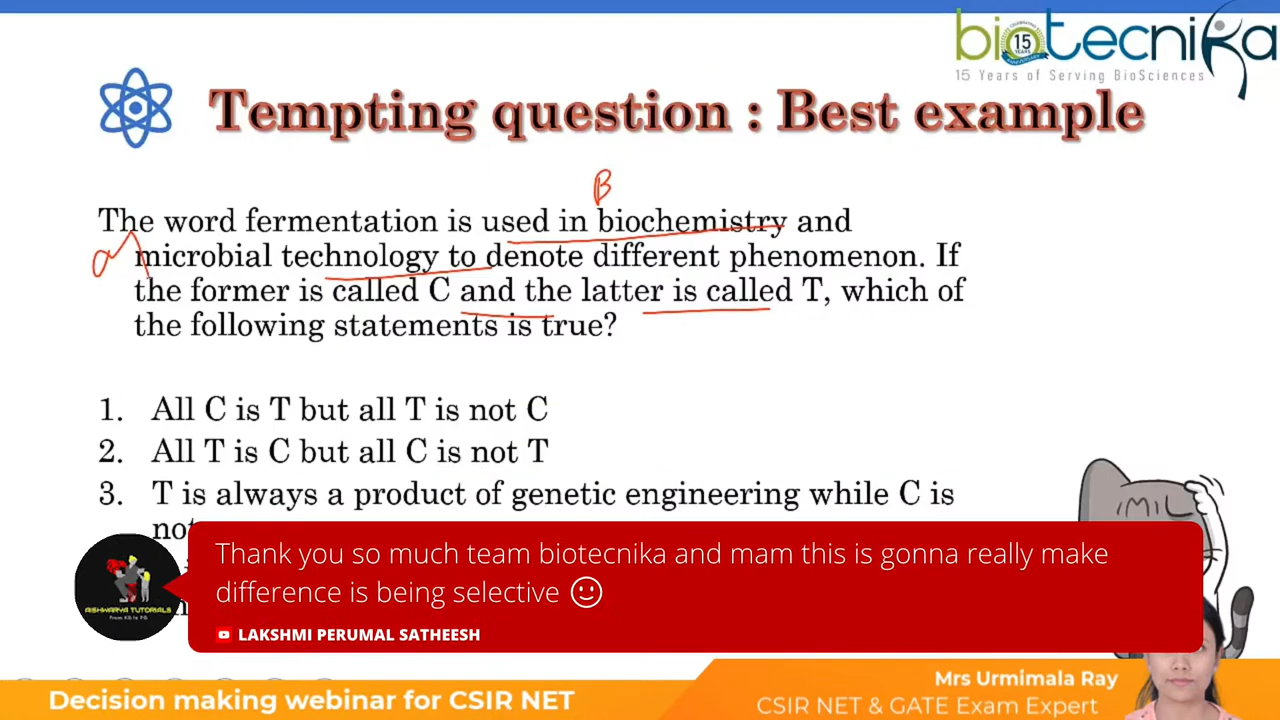 biotecnika
15 Years of Serving BioSciences
Tempting question : Best example
B
The word fermentation is used in biochemistry and
microbial technology to denote different phenomenon. If
the former is called C and the latter is called T, which of
the following statements is true?
1. All C is T but all T is not C
2. All T is C but all C is not T
3. T is always a product of genetic engineering while C is
not
Thank you so much team biotecnika and mam this is gonna really make
difference is being selective ☺
LAKSHMI PERUMAL SATHEESH
AISHWARYA TUTORIALS
Mrs Urmimala Ray
Decision making webinar for CSIR NET
CSIR NET & GATE Exam Expert